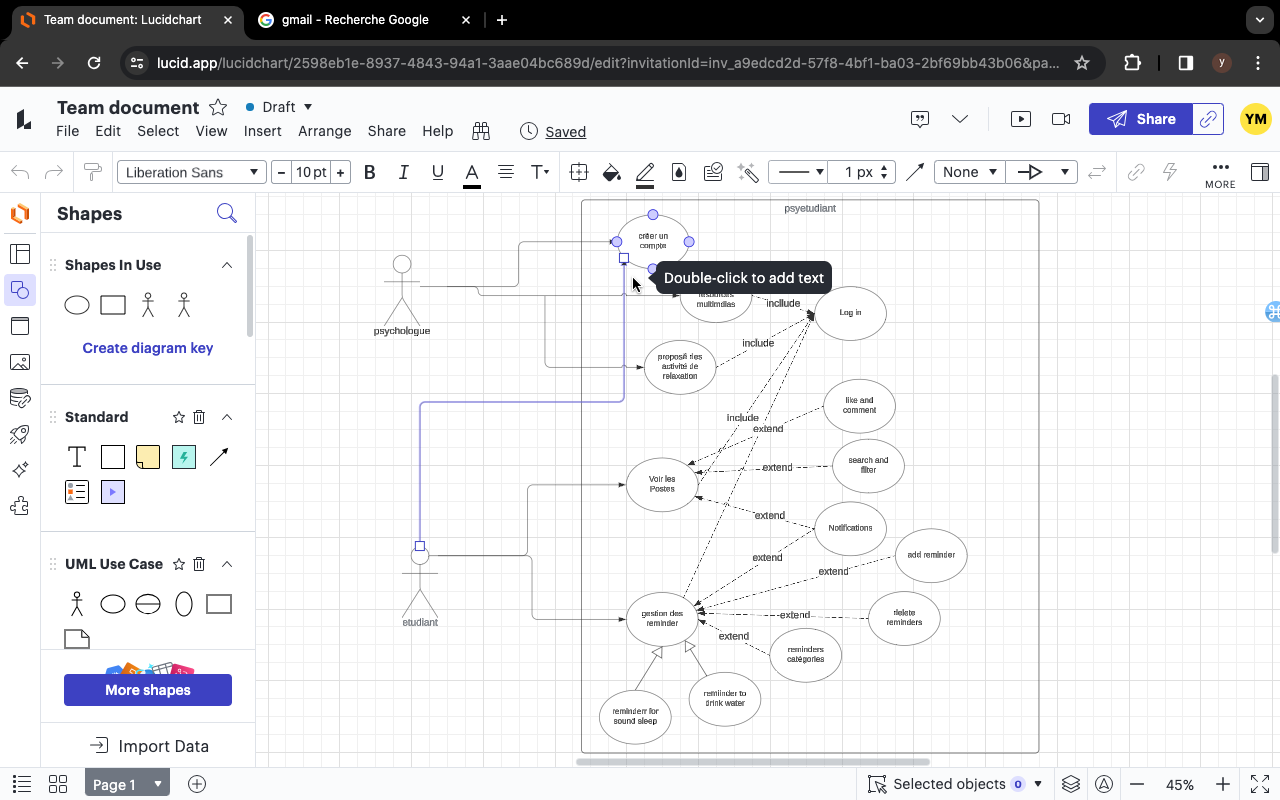 Team document: Lucidchart
gmail - Recherche Google
lucid.app/lucidchart/2598eb1e-8937-4843-94a1-3aae04bc689d/edit?invitationId=inv_a9edcd2d-57f8-4bf1-ba03-2bf69bb43b06&pa...
y
Team document
Draft
File Edit Select View Insert Arrange Share Help
Saved
Share
YM
Liberation Sans
10 pt
B I U A T
1 px
None
MORE
Shapes
Shapes In Use
Create diagram key
Standard
T
UML Use Case
More shapes
Import Data
psyetudiant
créer un
compte
Double-click to add text
multimdias
incllude
Log in
psychologue
include
activité de
relaxation
like and
comment
include
extend
search and
filter
extend
Voir les
Postes
extend
Notifications
extend
add reminder
extend
etudiant
gestion des
reminder
extend
delete
reminders
extend
reminders
catégories
remiinder to
drink water
reminderr for
sound sleep
Page 1
Selected objects
0
45%